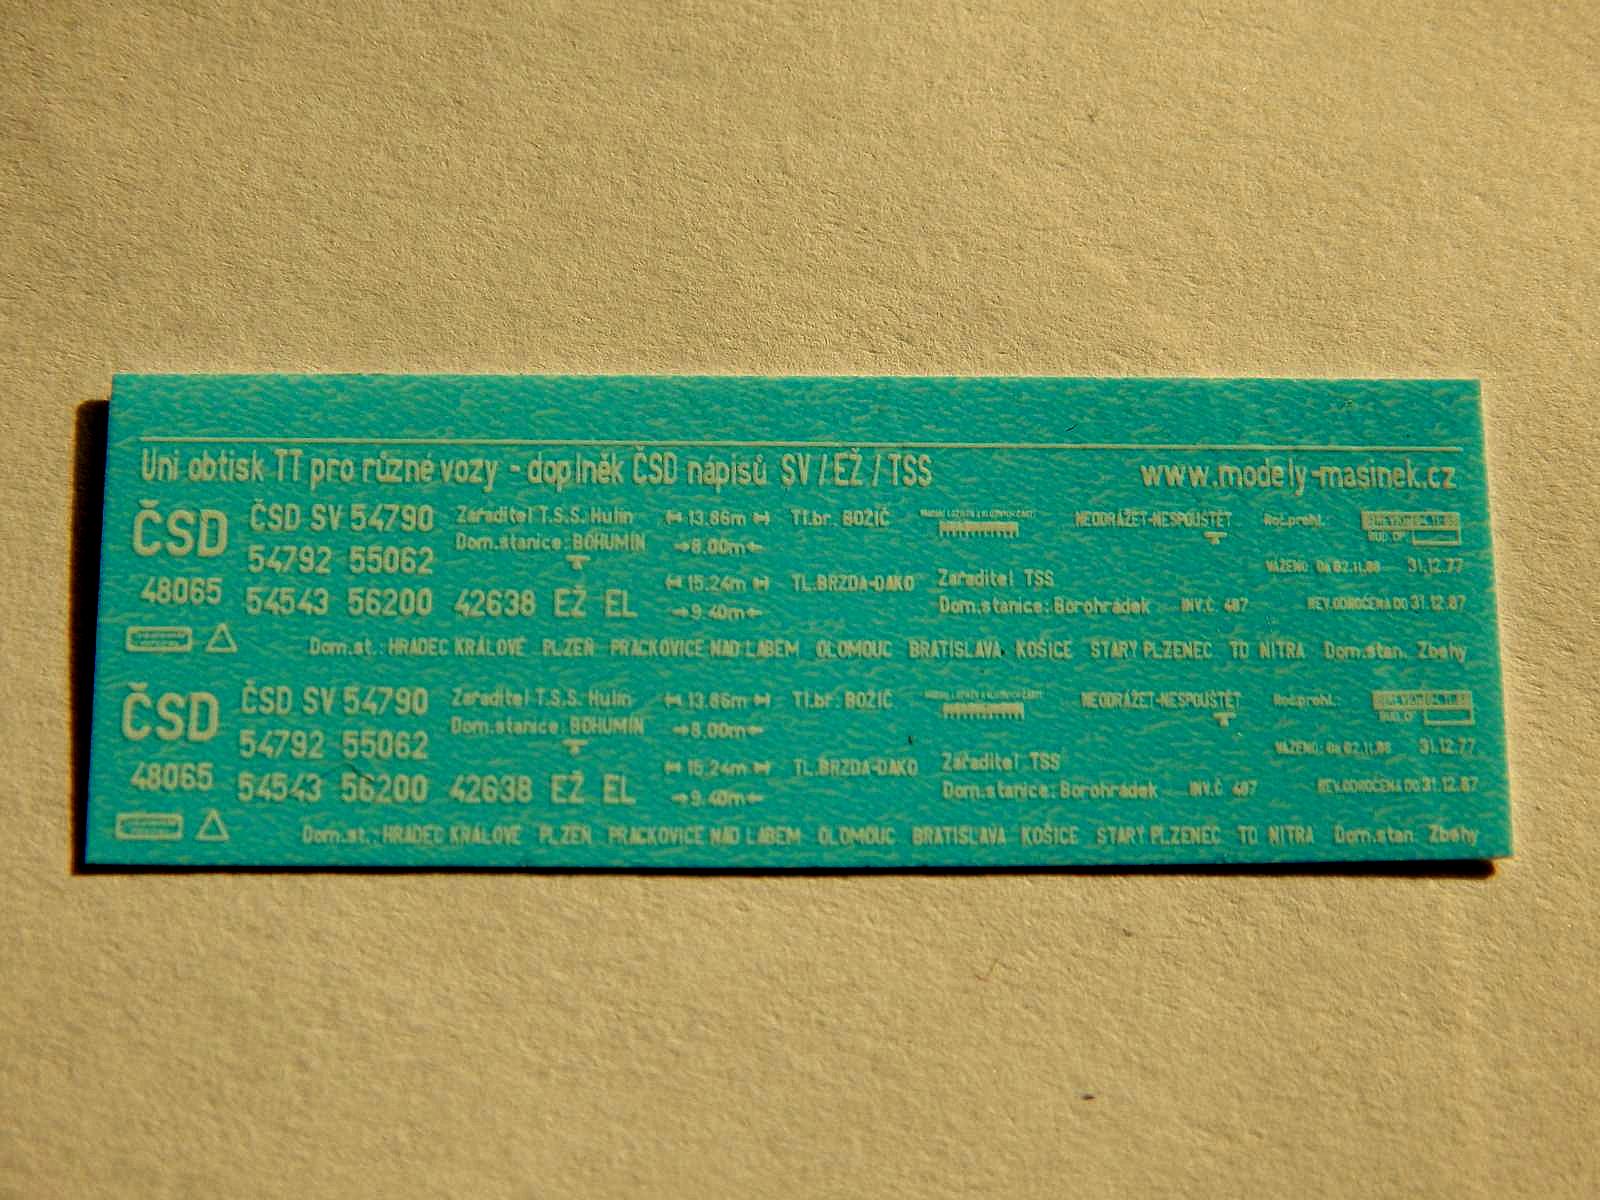 Uni obtisk TT pro různé vozy - doplněk ČSD nápisů SV / EŽ / TSS www.modely-masinek.cz
ČSD ČSD SV 54790 Zařaditel T.S.S. Hulín 13.86m Tl.br. BOŽIČ NEODRÁŽET-NESPOUŠTĚT Roč.prohl.:
54792 55062 Dom.stanice: BOHUMÍN 8.00m
48065 54543 56200 42638 EŽ EL 15.24m TL.BRZDA-DAKO Zařaditel TSS VÁŽENO: 31.12.77
9.40m Dom.stanice: Borohrádek INV.Č. 487 REV.ODROČENA DO 31.12.87
Dom.st.: HRADEC KRÁLOVÉ PLZEŇ PRACKOVICE NAD LABEM OLOMOUC BRATISLAVA KOŠICE STARÝ PLZENEC TO NITRA Dom.stan. Zbehy
ČSD ČSD SV 54790 Zařaditel T.S.S. Hulín 13.86m Tl.br. BOŽIČ NEODRÁŽET-NESPOUŠTĚT Roč.prohl.:
54792 55062 Dom.stanice: BOHUMÍN 8.00m
48065 54543 56200 42638 EŽ EL 15.24m TL.BRZDA-DAKO Zařaditel TSS VÁŽENO: 31.12.77
9.40m Dom.stanice: Borohrádek INV.Č. 487 REV.ODROČENA DO 31.12.87
Dom.st.: HRADEC KRÁLOVÉ PLZEŇ PRACKOVICE NAD LABEM OLOMOUC BRATISLAVA KOŠICE STARÝ PLZENEC TO NITRA Dom.stan. Zbehy